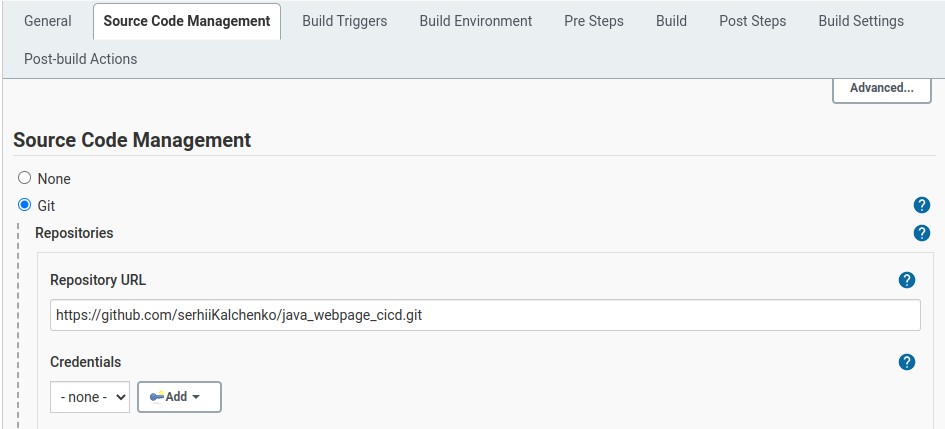 General Source Code Management Build Triggers Build Environment Pre Steps Build Post Steps Build Settings
Post-build Actions
Advanced...
Source Code Management
None
Git ?
Repositories ?
Repository URL ?
https://github.com/serhiiKalchenko/java_webpage_cicd.git
Credentials ?
- none - Add